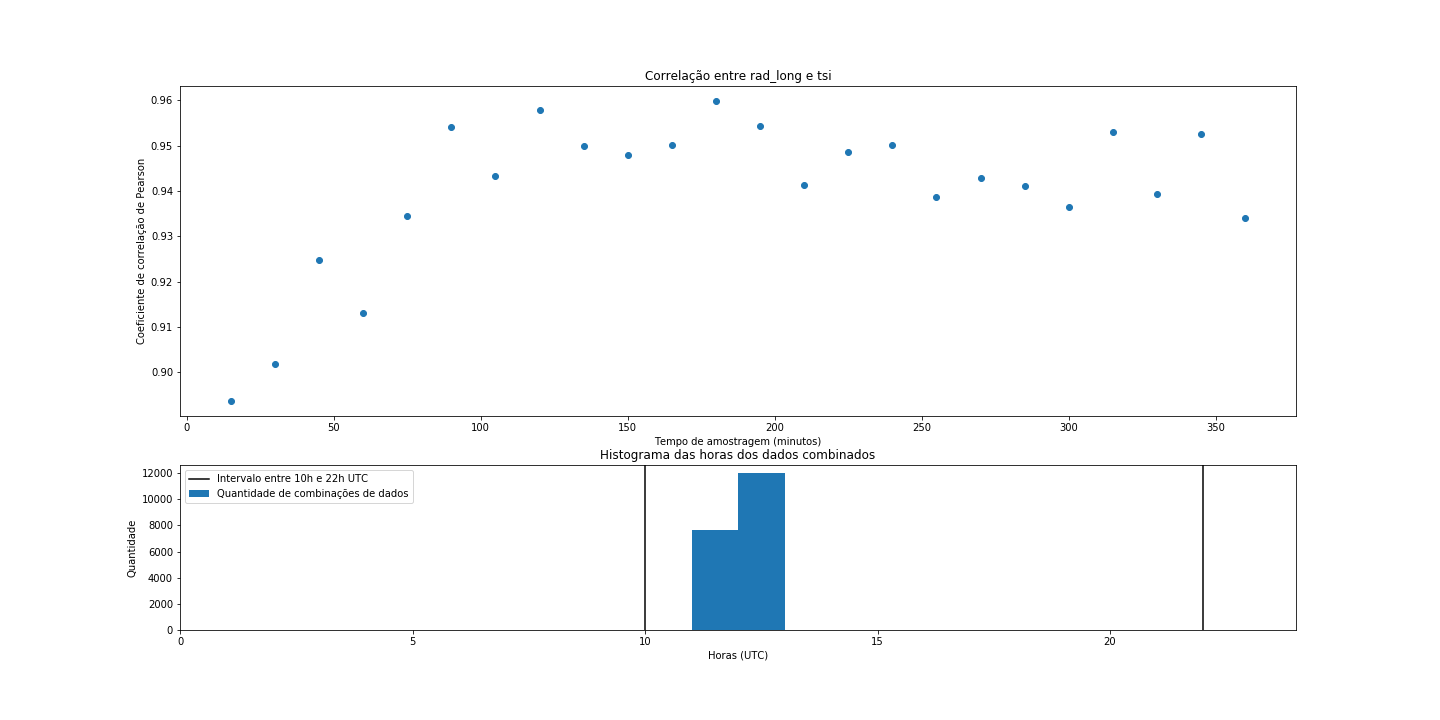 Correlação entre rad_long e tsi
Coeficiente de correlação de Pearson
0.96
0.95
0.94
0.93
0.92
0.91
0.90
0 50 100 150 200 250 300 350
Tempo de amostragem (minutos)
Histograma das horas dos dados combinados
Intervalo entre 10h e 22h UTC
Quantidade de combinações de dados
Quantidade
12000
10000
8000
6000
4000
2000
0
0 5 10 15 20
Horas (UTC)